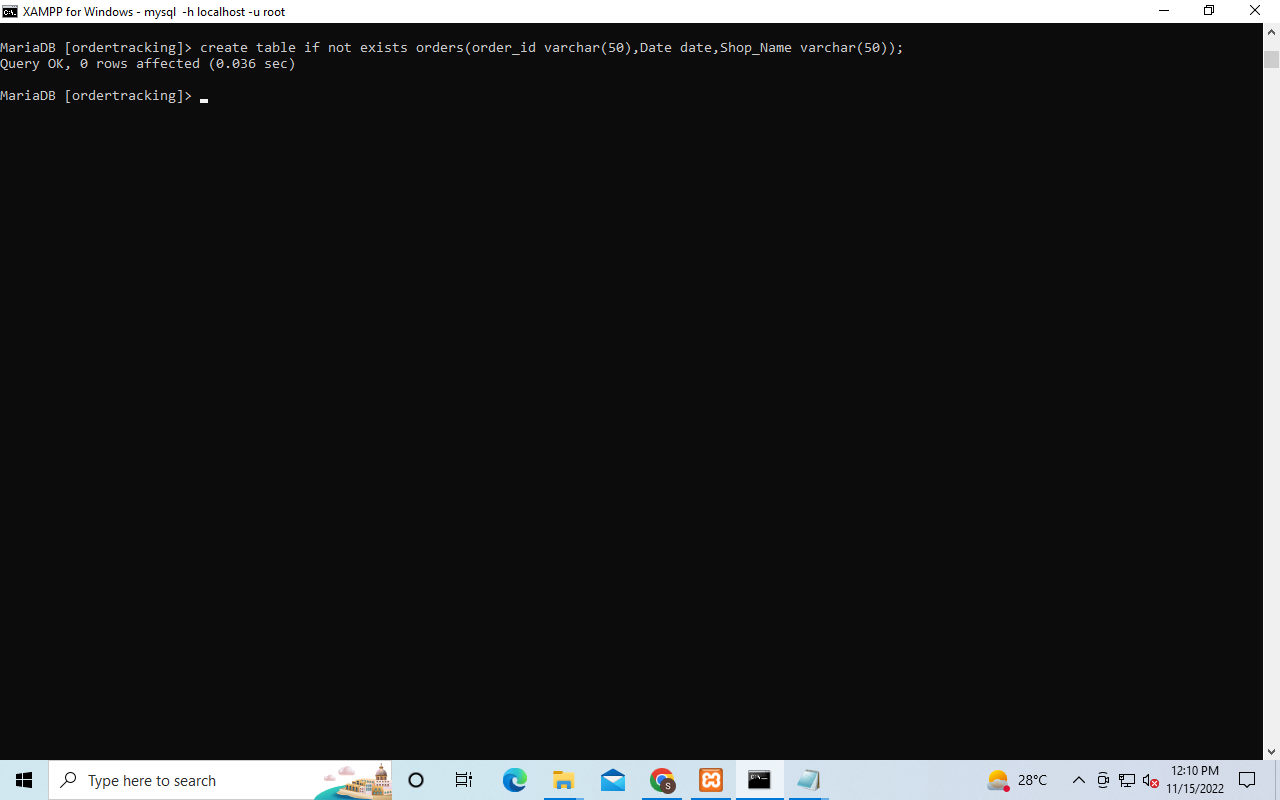 XAMPP for Windows - mysql  -h localhost -u root
MariaDB [ordertracking]> create table if not exists orders(order_id varchar(50),Date date,Shop_Name varchar(50));
Query OK, 0 rows affected (0.036 sec)
MariaDB [ordertracking]>
Type here to search
S
28°C
12:10 PM
11/15/2022